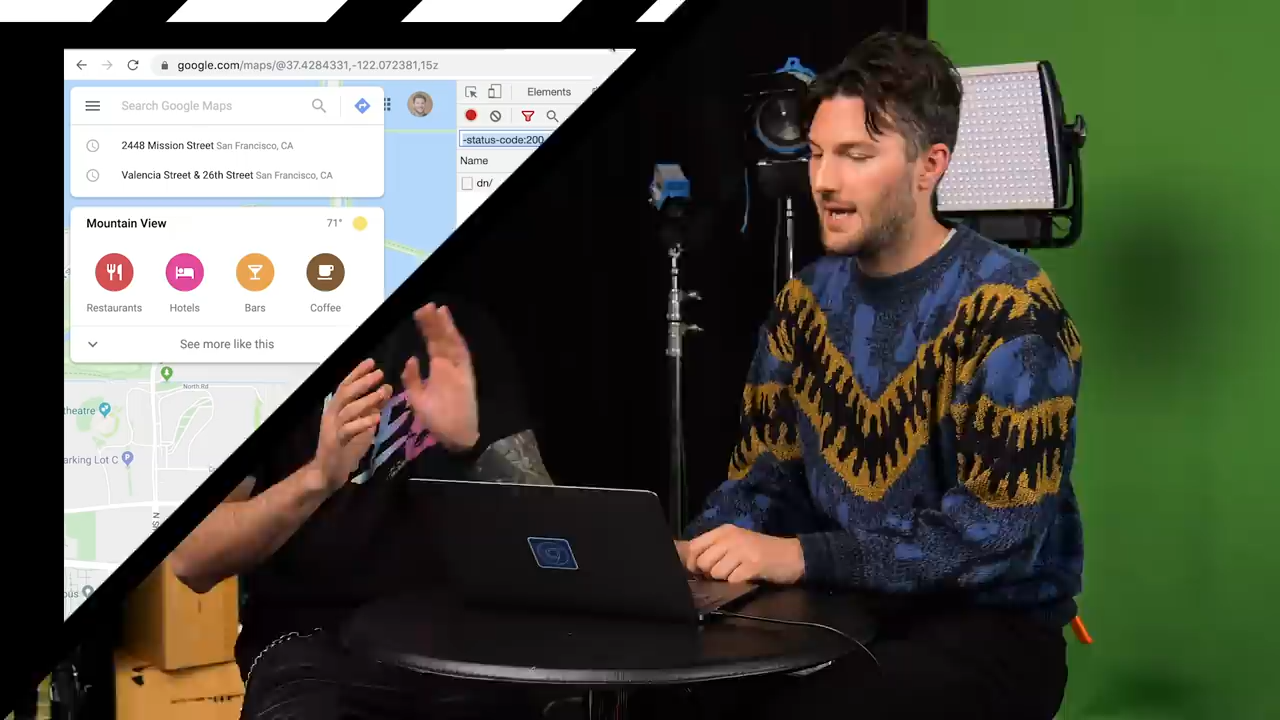 google.com/maps/@37.4284331,-122.072381,15z
Search Google Maps
Elements
2448 Mission Street San Francisco, CA
-status-code:200
Name
Valencia Street & 26th Street San Francisco, CA
dn/
Mountain View
71°
Restaurants
Hotels
Bars
Coffee
See more like this
North Rd
theatre
arking Lot C